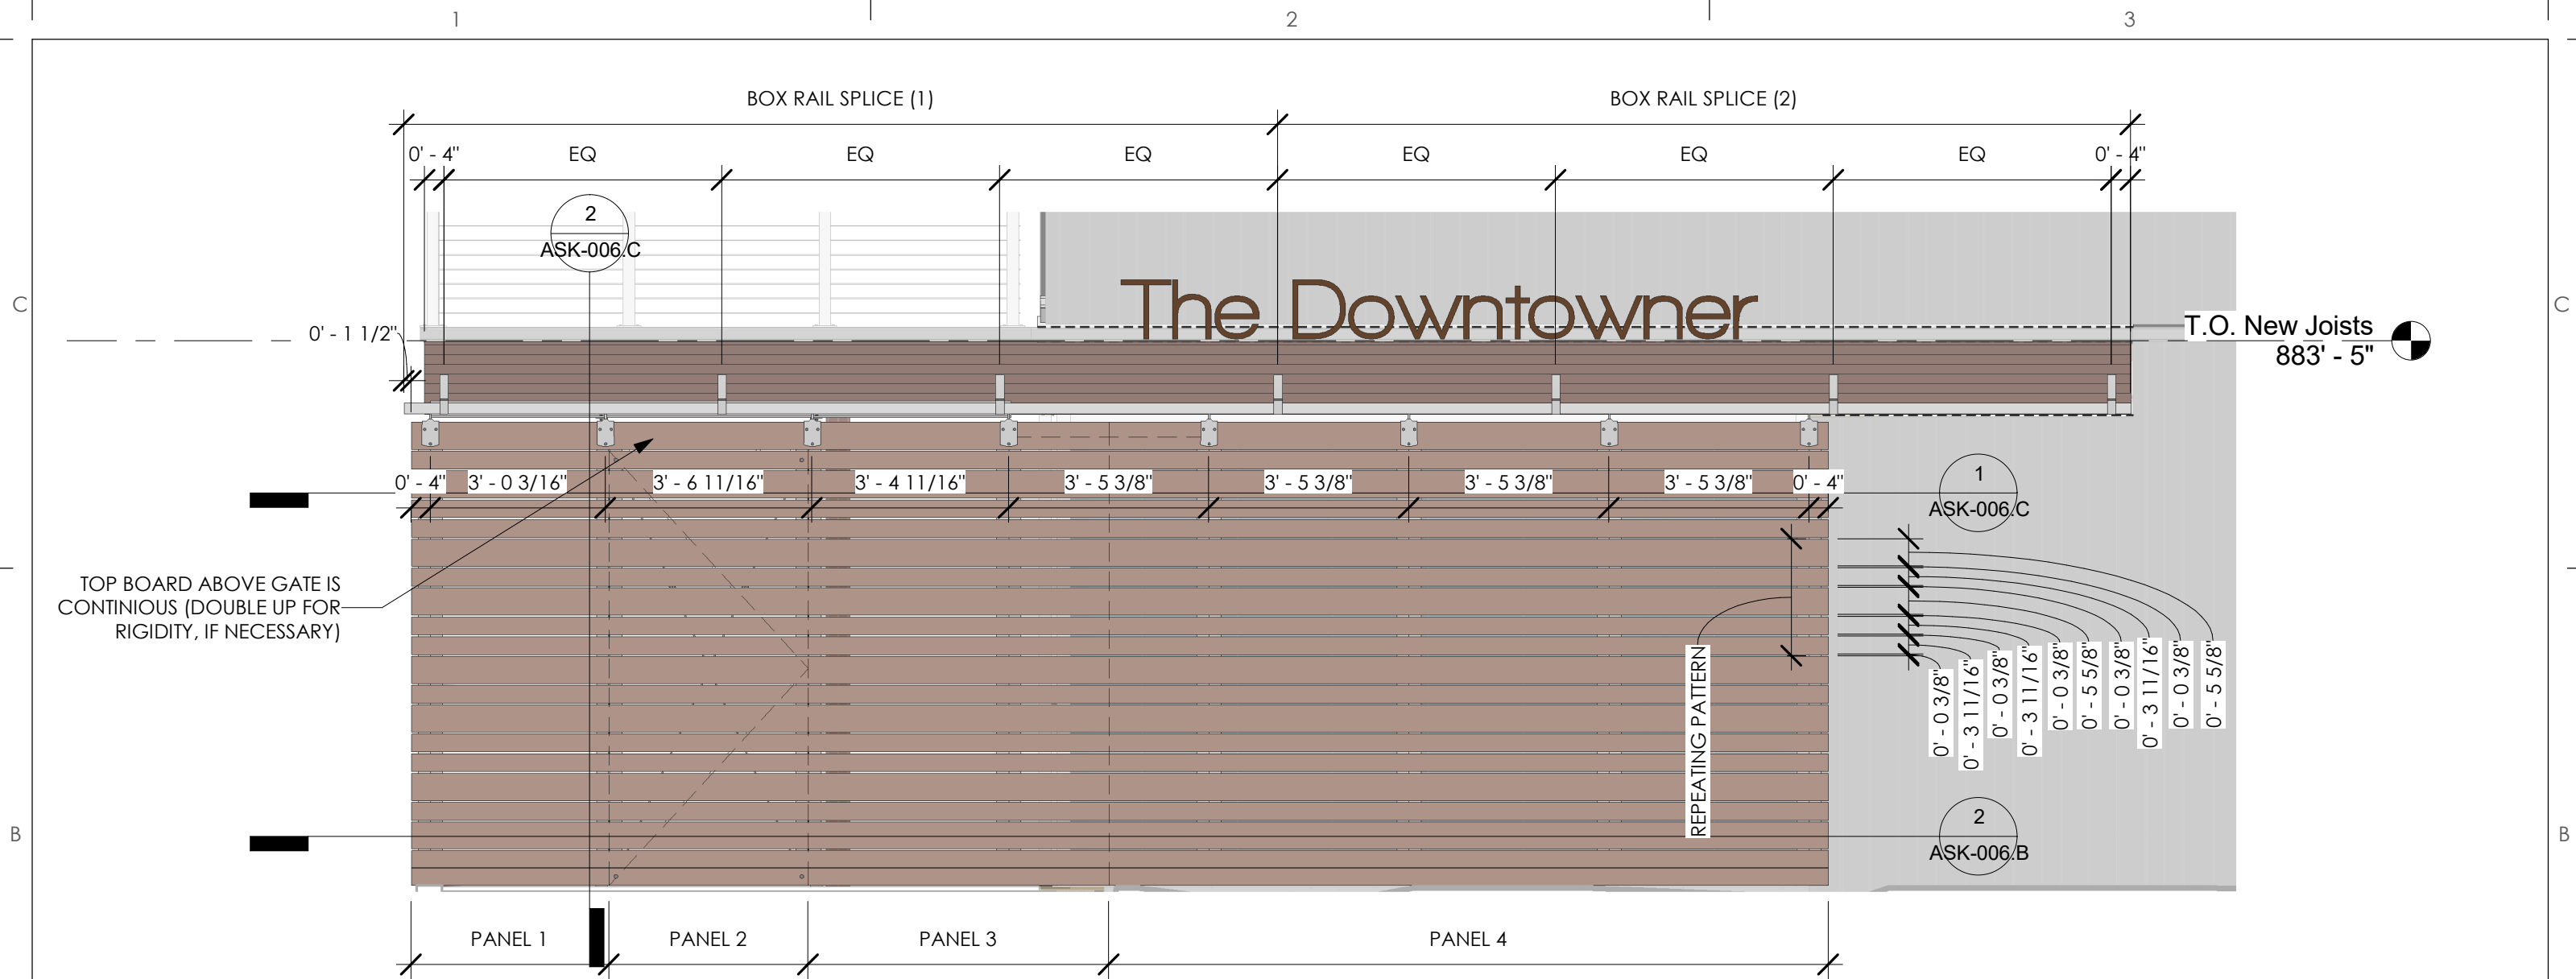 1
2
3
BOX RAIL SPLICE (1)
BOX RAIL SPLICE (2)
0' - 4"
EQ
EQ
EQ
EQ
EQ
EQ
0' - 4"
2
ASK-006.C
C
C
The Downtowner
0' - 1 1/2"
T.O. New Joists
883' - 5"
0' - 4"
3' - 0 3/16"
3' - 6 11/16"
3' - 4 11/16"
3' - 5 3/8"
3' - 5 3/8"
3' - 5 3/8"
3' - 5 3/8"
0' - 4"
1
ASK-006.C
TOP BOARD ABOVE GATE IS
CONTINIOUS (DOUBLE UP FOR
RIGIDITY, IF NECESSARY)
REPEATING PATTERN
0' - 0 3/8"
0' - 3 11/16"
0' - 0 3/8"
0' - 3 11/16"
0' - 0 3/8"
0' - 5 5/8"
0' - 0 3/8"
0' - 3 11/16"
0' - 0 3/8"
0' - 5 5/8"
B
B
2
ASK-006.B
PANEL 1
PANEL 2
PANEL 3
PANEL 4